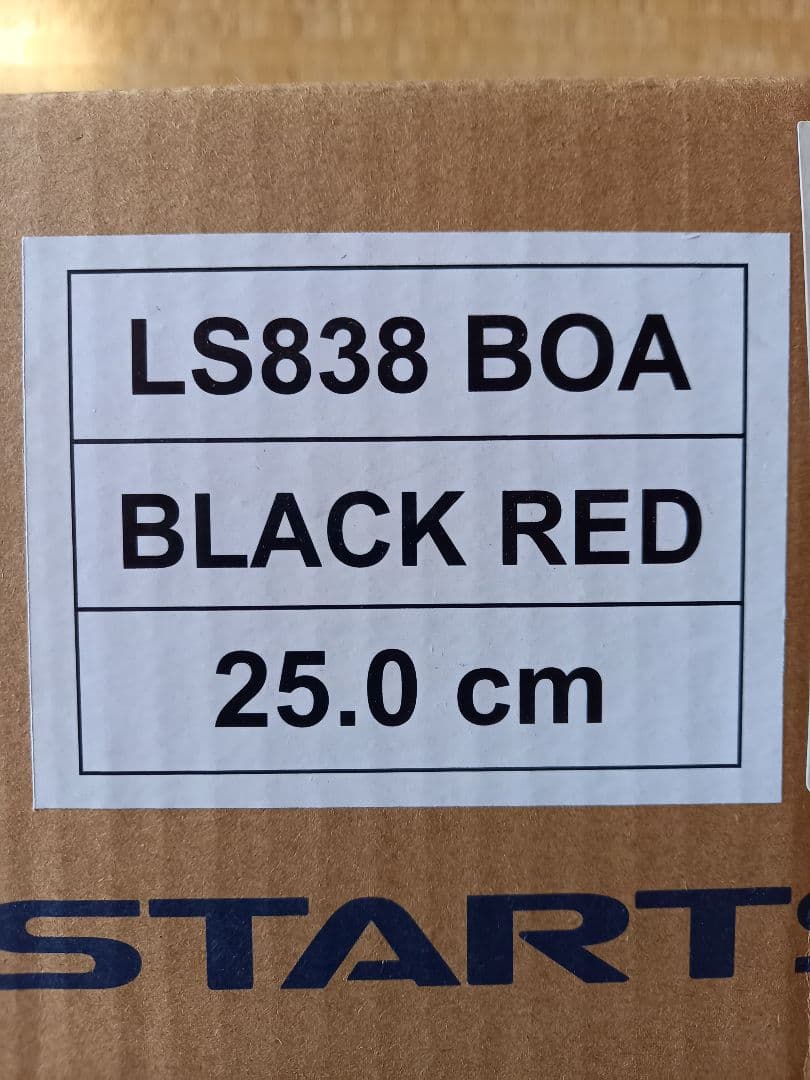 LS838 BOA
BLACK RED
25.0 cm
START